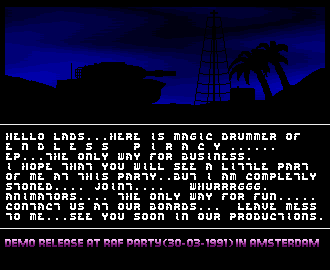 HELLO LADS...HERE IS MAGIC DRUMMER OF
E N D L E S S   P I R A C Y ......
EP...THE ONLY WAY FOR BUSINESS.
I HOPE THAT YOU WILL SEE A LITTLE PART
OF ME AT THIS PARTY..BUT I AM COMPLETLY
STONED.... JOINT....   WHURRRGGG.
ANIMATORS.... THE ONLY WAY FOR FUN.....
CONTACT US AT OUR BOARDS...  LEAVE MESS
TO ME...SEE YOU SOON IN OUR PRODUCTIONS.
DEMO RELEASE AT RAF PARTY(30-03-1991) IN AMSTERDAM